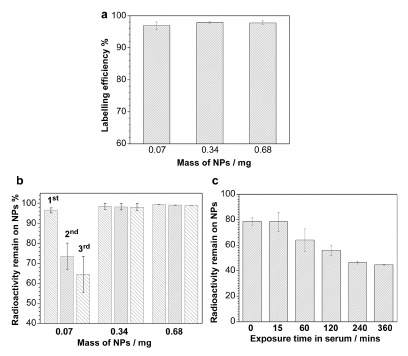 a
Labelling efficiency %
100
90
80
70
60
0.07 0.34 0.68
Mass of NPs / mg
b
Radioactivity remain on NPs %
110
100
90
80
70
60
50
40
1st
2nd
3rd
0.07 0.34 0.68
Mass of NPs / mg
c
Radioactivity remain on NPs
100
80
60
40
20
0
0 15 60 120 240 360
Exposure time in serum / mins